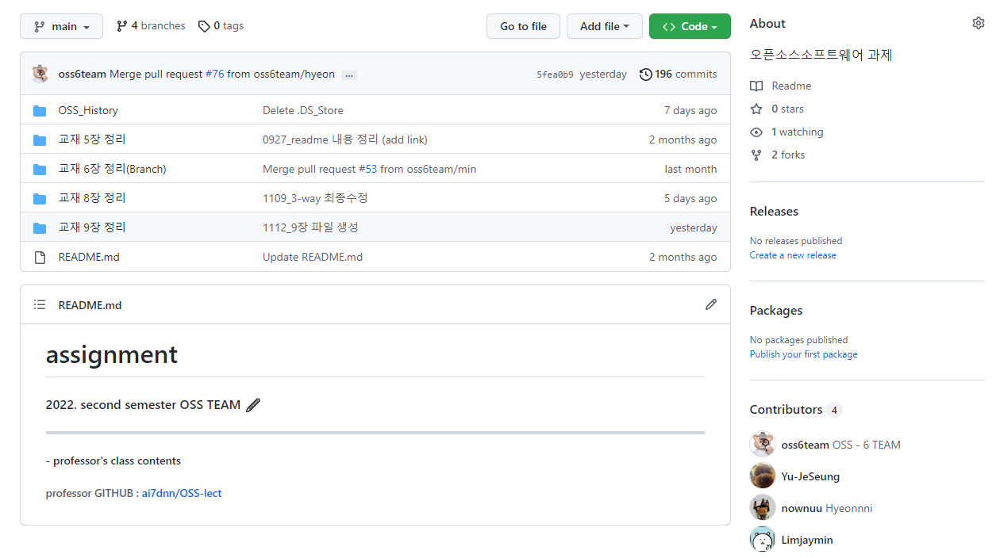 main
4 branches
0 tags
Go to file
Add file
Code
oss6team Merge pull request #76 from oss6team/hyeon ...
5fea0b9 yesterday
196 commits
OSS_History Delete .DS_Store 7 days ago
교재 5장 정리 0927_readme 내용 정리 (add link) 2 months ago
교재 6장 정리(Branch) Merge pull request #53 from oss6team/min last month
교재 8장 정리 1109_3-way 최종수정 5 days ago
교재 9장 정리 1112_9장 파일 생성 yesterday
README.md Update README.md 2 months ago
README.md
assignment
2022. second semester OSS TEAM
- professor's class contents
professor GITHUB : ai7dnn/OSS-lect
About
오픈소스소프트웨어 과제
Readme
0 stars
1 watching
2 forks
Releases
No releases published
Create a new release
Packages
No packages published
Publish your first package
Contributors 4
oss6team OSS - 6 TEAM
Yu-JeSeung
nownuu Hyeonnni
Limjaymin